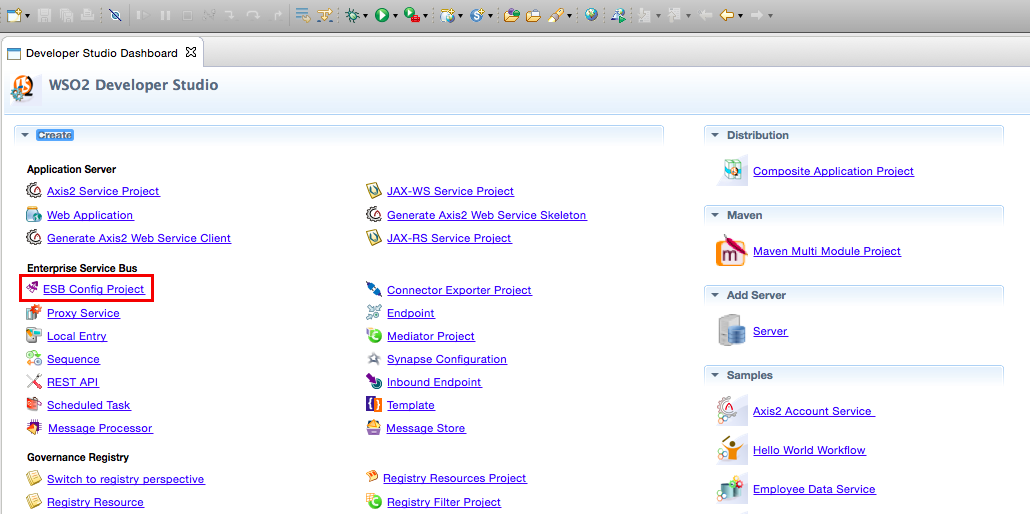 Developer Studio Dashboard
WSO2 Developer Studio
Create
Application Server
Axis2 Service Project
JAX-WS Service Project
Web Application
Generate Axis2 Web Service Skeleton
Generate Axis2 Web Service Client
JAX-RS Service Project
Enterprise Service Bus
ESB Config Project
Connector Exporter Project
Proxy Service
Endpoint
Local Entry
Mediator Project
Sequence
Synapse Configuration
REST API
Inbound Endpoint
Scheduled Task
Template
Message Processor
Message Store
Governance Registry
Switch to registry perspective
Registry Resources Project
Registry Resource
Registry Filter Project
Distribution
Composite Application Project
Maven
Maven Multi Module Project
Add Server
Server
Samples
Axis2 Account Service
Hello World Workflow
Employee Data Service